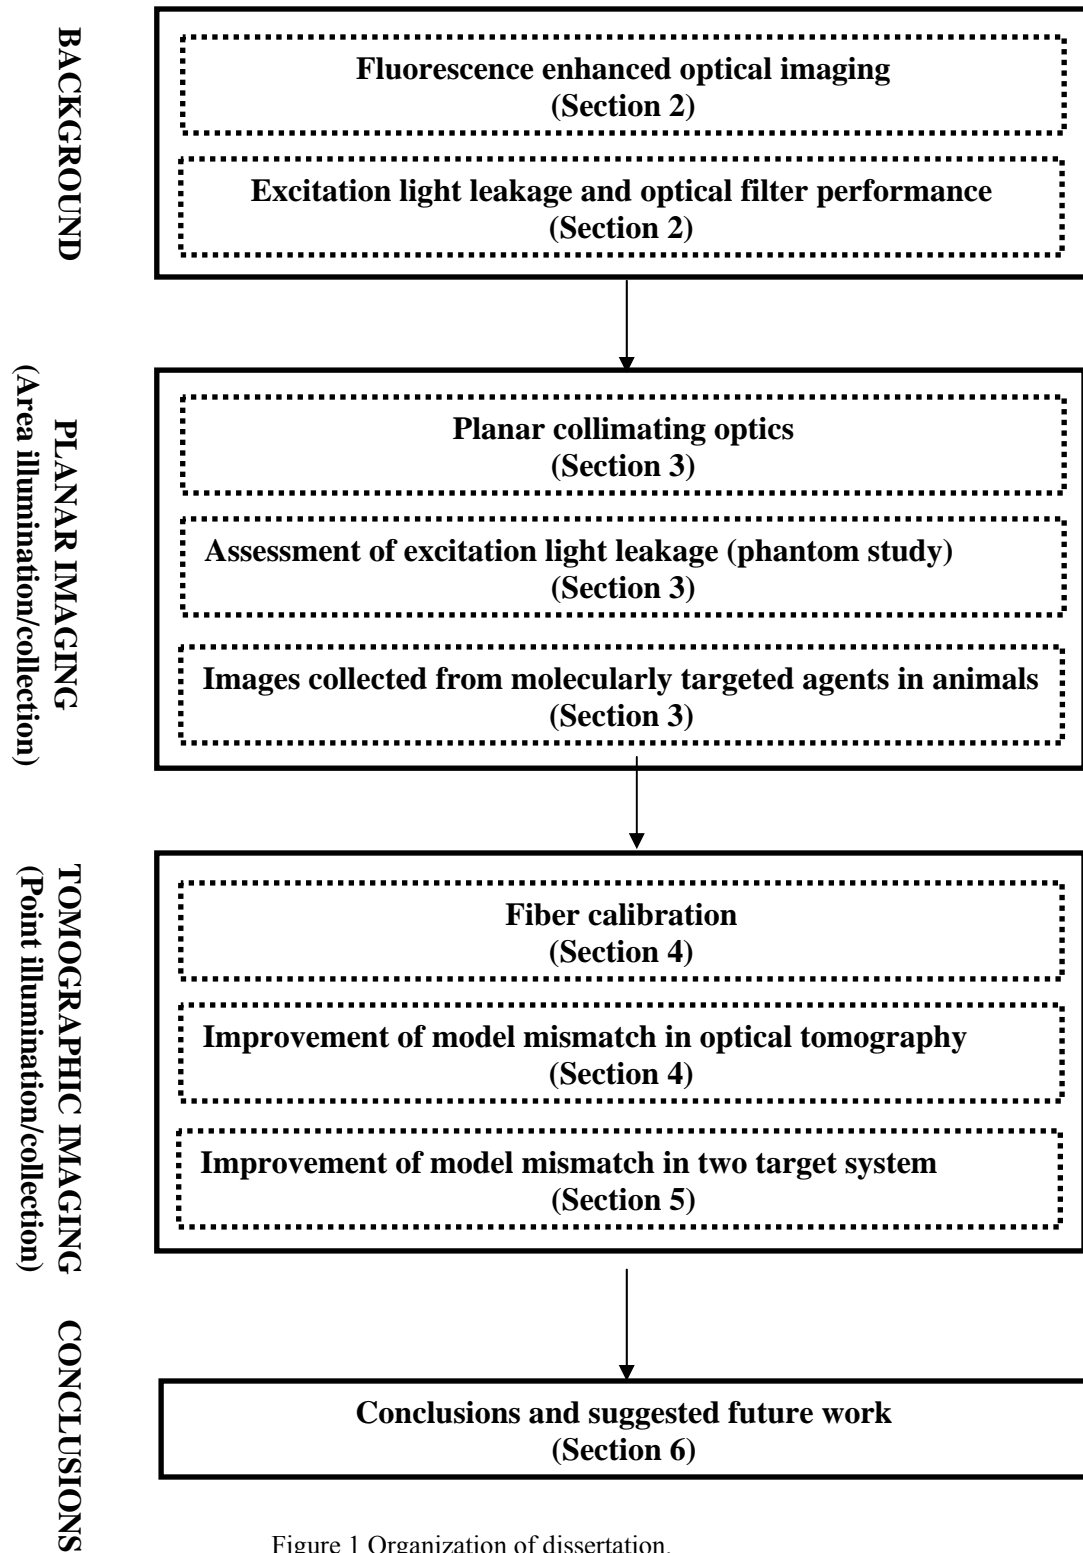 BACKGROUND
Fluorescence enhanced optical imaging
(Section 2)
Excitation light leakage and optical filter performance
(Section 2)
PLANAR IMAGING
(Area illumination/collection)
Planar collimating optics
(Section 3)
Assessment of excitation light leakage (phantom study)
(Section 3)
Images collected from molecularly targeted agents in animals
(Section 3)
TOMOGRAPHIC IMAGING
(Point illumination/collection)
Fiber calibration
(Section 4)
Improvement of model mismatch in optical tomography
(Section 4)
Improvement of model mismatch in two target system
(Section 5)
CONCLUSIONS
Conclusions and suggested future work
(Section 6)
Figure 1 Organization of dissertation.